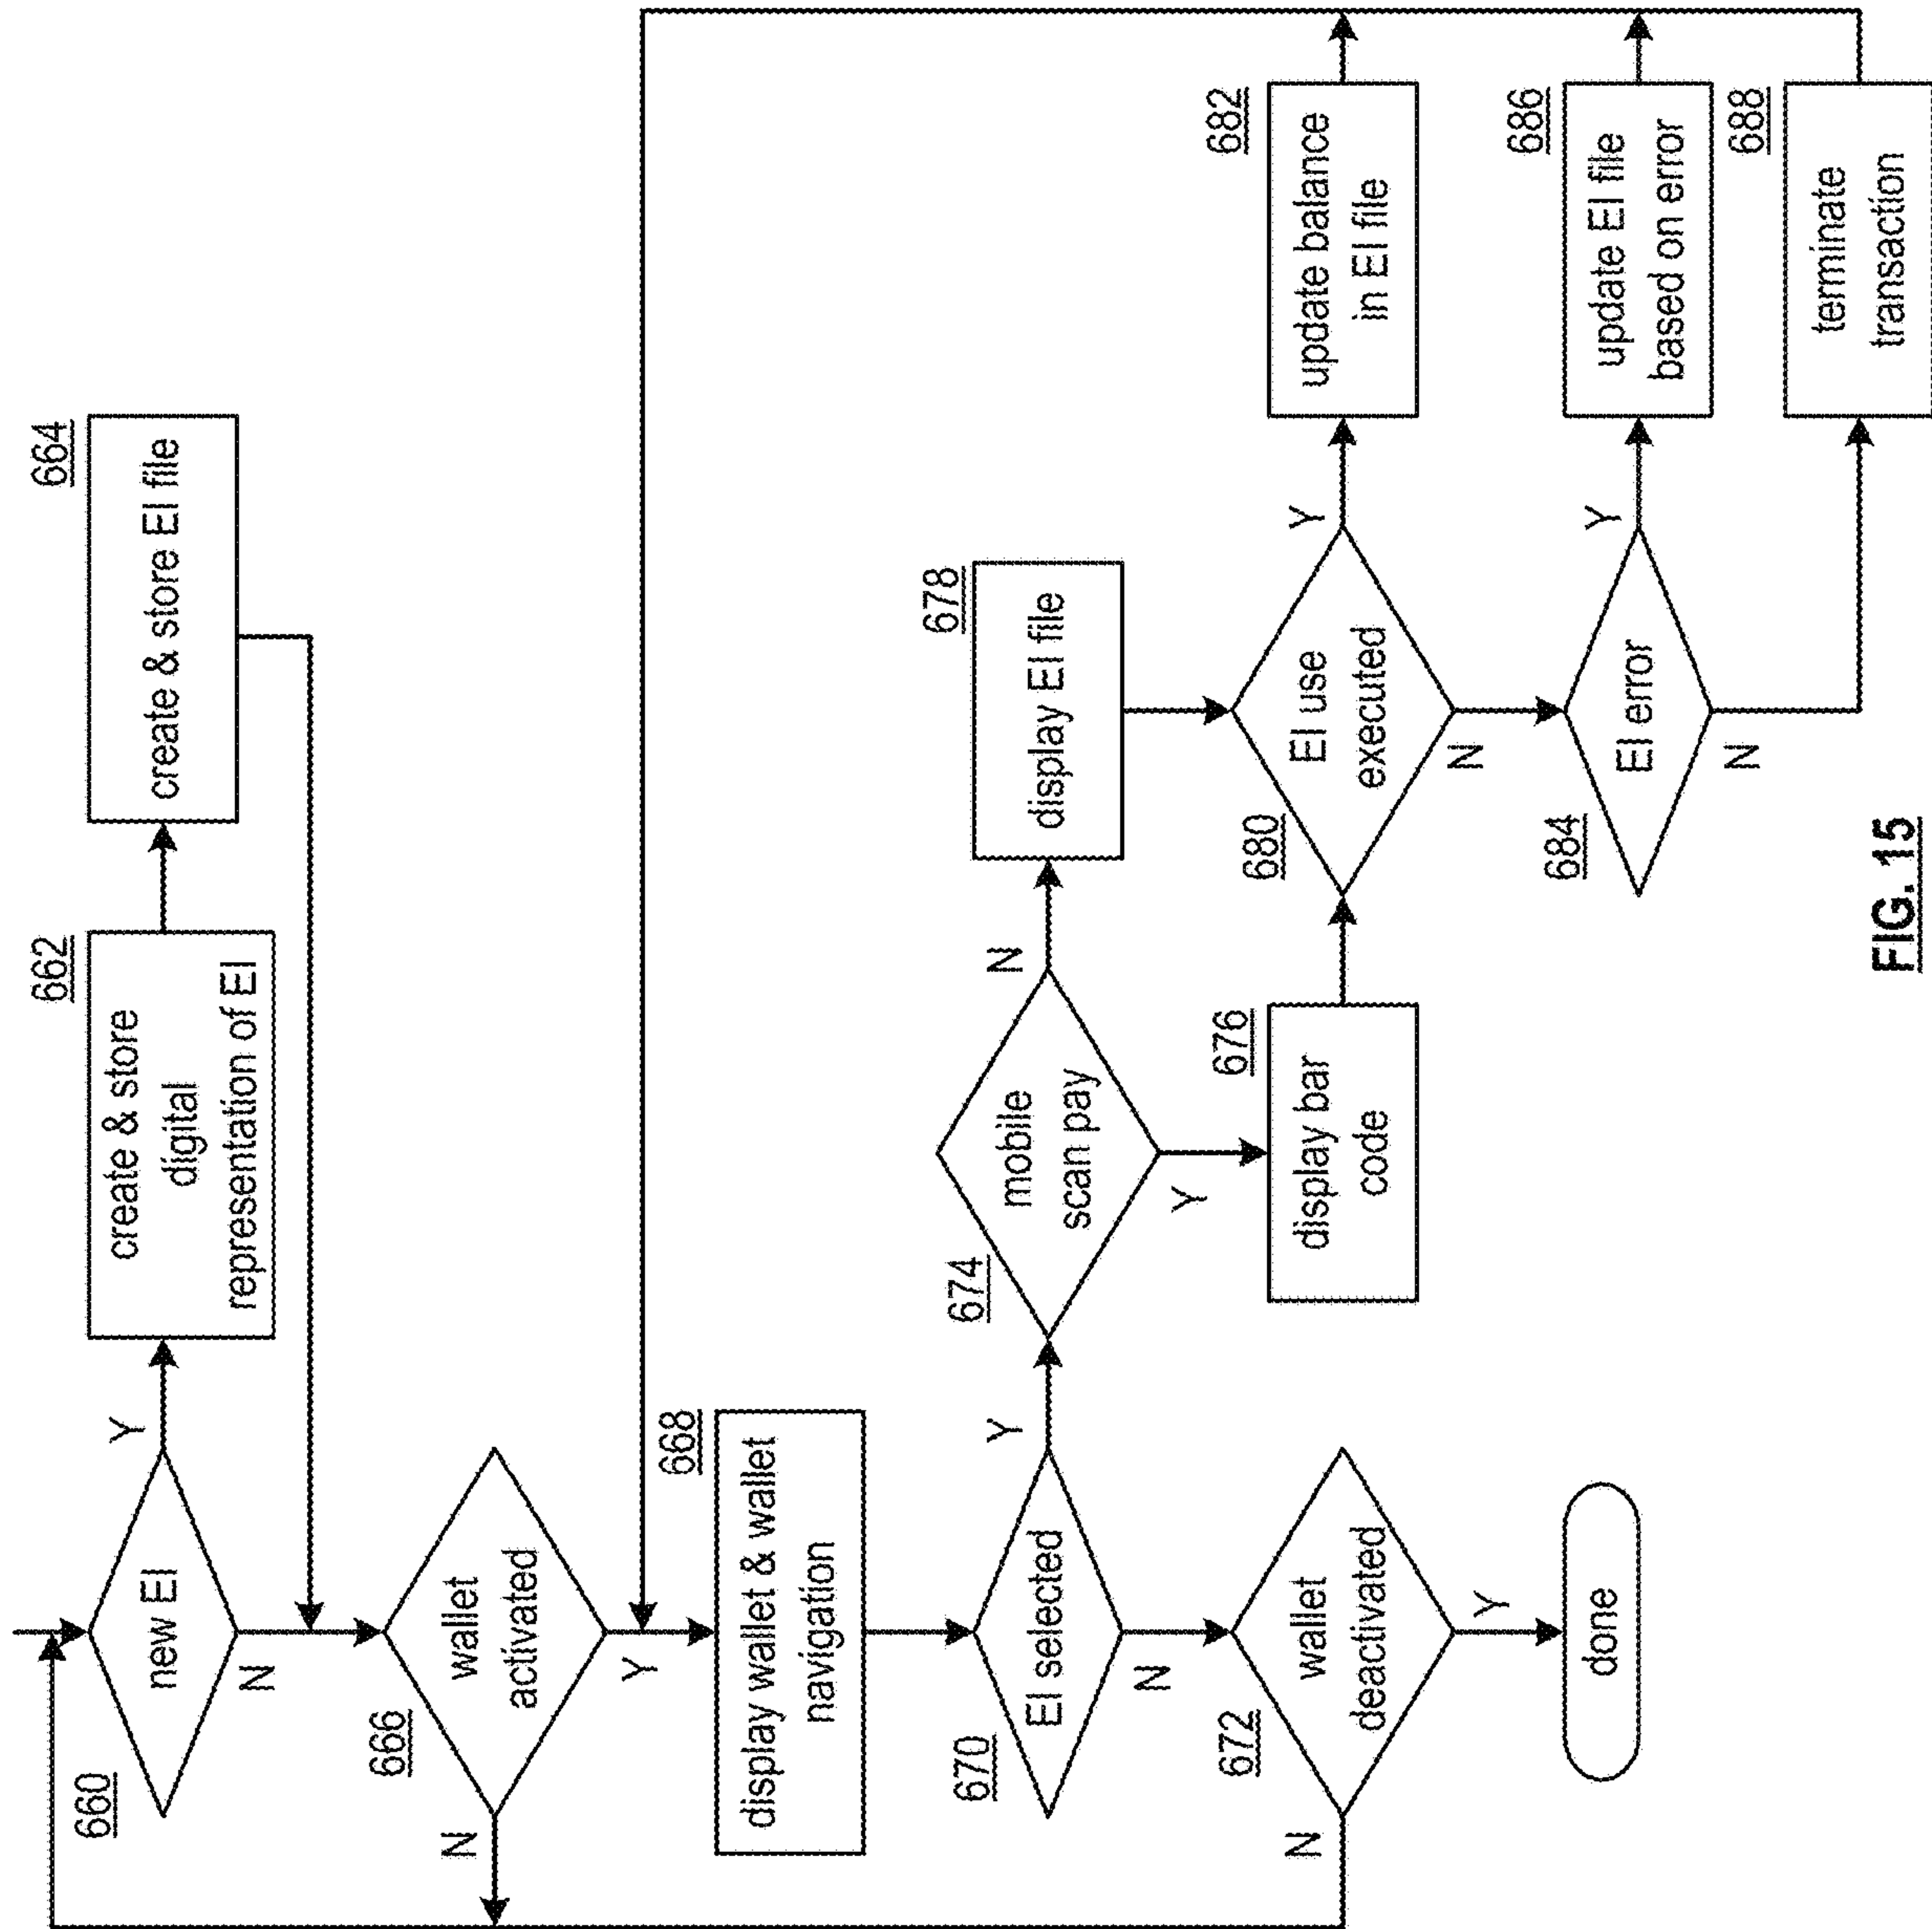 660
new EI
Y
N
662
create & store
digital
representation of EI
664
create & store EI file
666
wallet
activated
N
Y
668
display wallet & wallet
navigation
670
EI selected
Y
N
672
wallet
deactivated
N
Y
done
674
mobile
scan pay
N
Y
676
display bar
code
678
display EI file
680
EI use
executed
Y
N
682
update balance
in EI file
684
EI error
Y
N
686
update EI file
based on error
688
terminate
transaction
FIG. 15